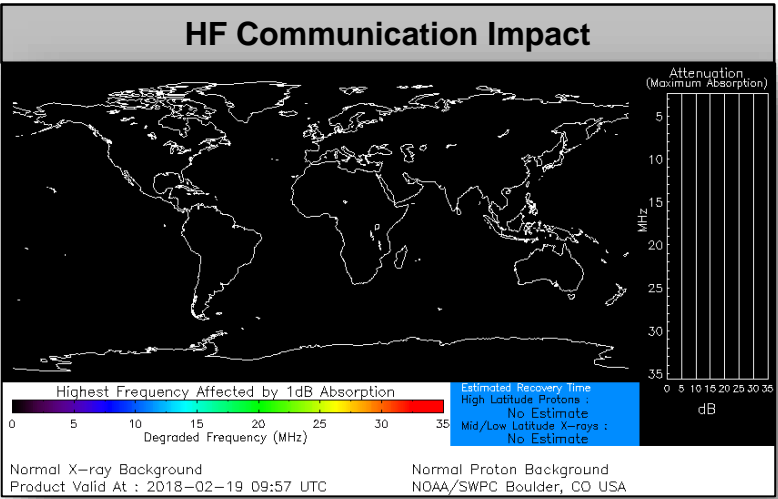 HF Communication Impact
Attenuation
(Maximum Absorption)
5
10
15
20
25
30
35
MHz
0 5 10 15 20 25 30 35
dB
Highest Frequency Affected by 1dB Absorption
0 5 10 15 20 25 30 35
Degraded Frequency (MHz)
Estimated Recovery Time
High Latitude Protons :
No Estimate
Mid/Low Latitude X-rays :
No Estimate
Normal X-ray Background
Normal Proton Background
Product Valid At : 2018-02-19 09:57 UTC
NOAA/SWPC Boulder, CO USA